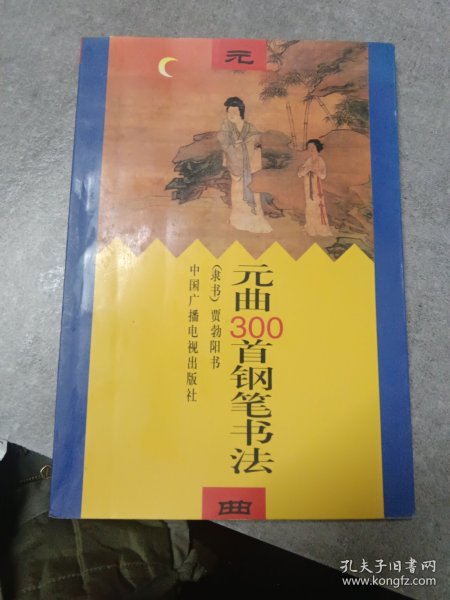 元
元曲300首钢笔书法
(隶书) 贾勃阳书
中国广播电视出版社
曲
孔夫子旧书网
www.kongfz.com